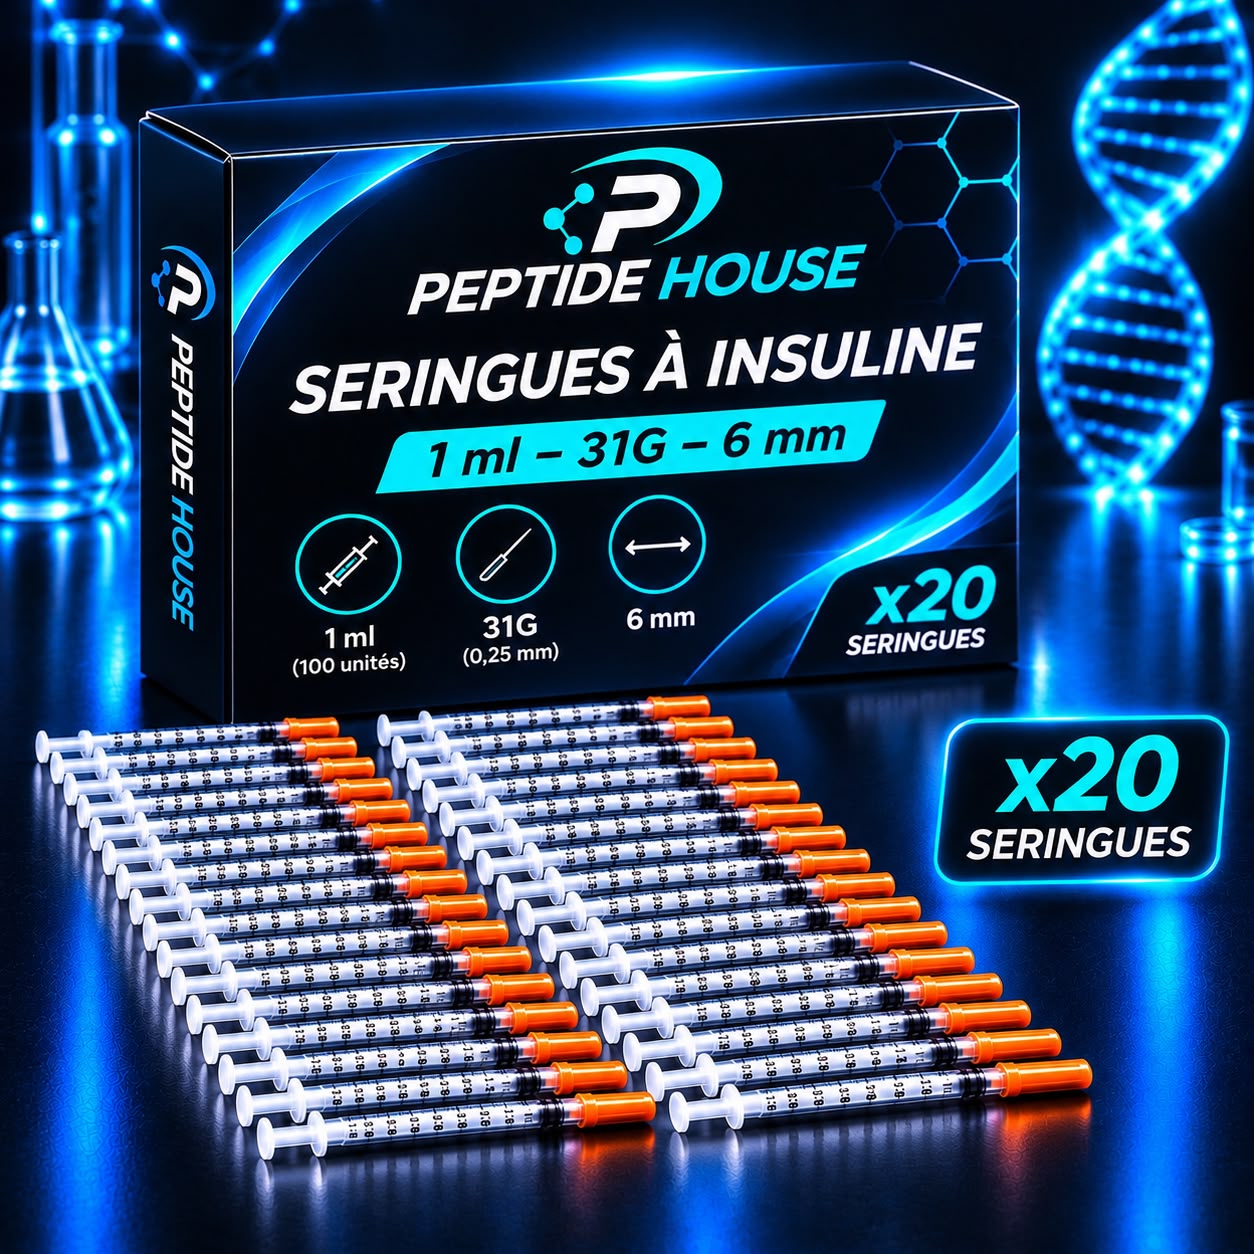 P
PEPTIDE HOUSE
SERINGUES À INSULINE
1 ml – 31G – 6 mm
1 ml
(100 unités)
31G
(0,25 mm)
6 mm
x20
SERINGUES
PEPTIDE HOUSE
x20
SERINGUES